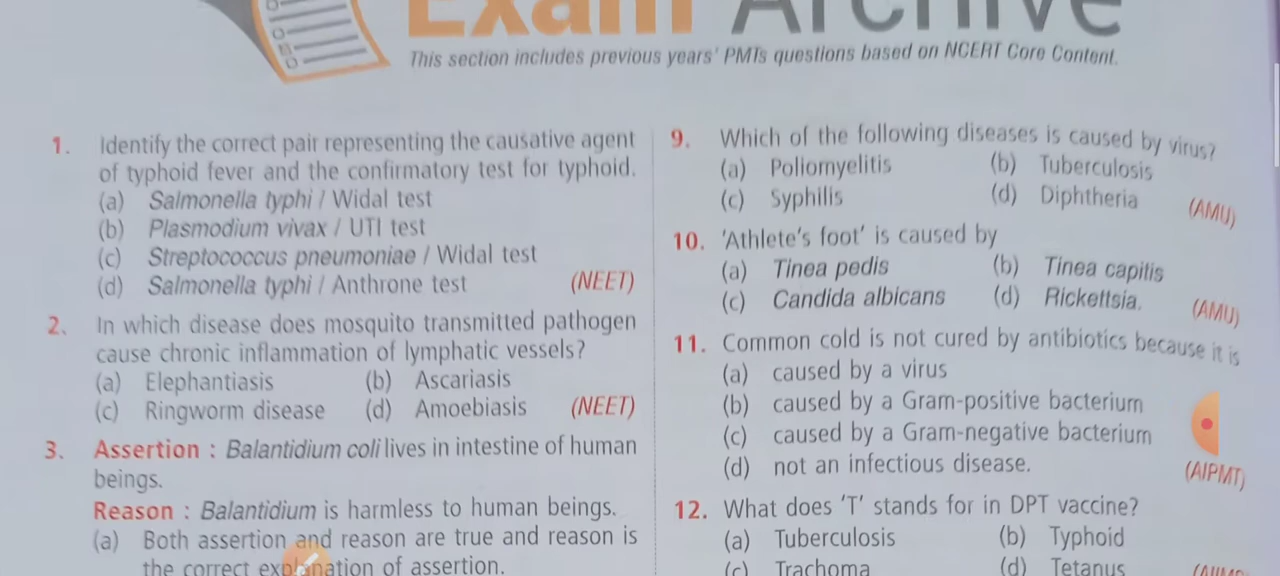 Exam Archive
This section includes previous years' PMTs questions based on NCERT Core Content.
1. Identify the correct pair representing the causative agent
of typhoid fever and the confirmatory test for typhoid.
(a) Salmonella typhi / Widal test
(b) Plasmodium vivax / UTI test
(c) Streptococcus pneumoniae / Widal test
(d) Salmonella typhi / Anthrone test (NEET)
2. In which disease does mosquito transmitted pathogen
cause chronic inflammation of lymphatic vessels?
(a) Elephantiasis (b) Ascariasis
(c) Ringworm disease (d) Amoebiasis (NEET)
3. Assertion : Balantidium coli lives in intestine of human
beings.
Reason : Balantidium is harmless to human beings.
(a) Both assertion and reason are true and reason is
the correct explanation of assertion.
9. Which of the following diseases is caused by virus?
(a) Poliomyelitis (b) Tuberculosis
(c) Syphilis (d) Diphtheria (AMU)
10. 'Athlete's foot' is caused by
(a) Tinea pedis (b) Tinea capitis
(c) Candida albicans (d) Rickettsia. (AMU)
11. Common cold is not cured by antibiotics because it is
(a) caused by a virus
(b) caused by a Gram-positive bacterium
(c) caused by a Gram-negative bacterium
(d) not an infectious disease. (AIPMT)
12. What does 'T' stands for in DPT vaccine?
(a) Tuberculosis (b) Typhoid
(c) Trachoma (d) Tetanus